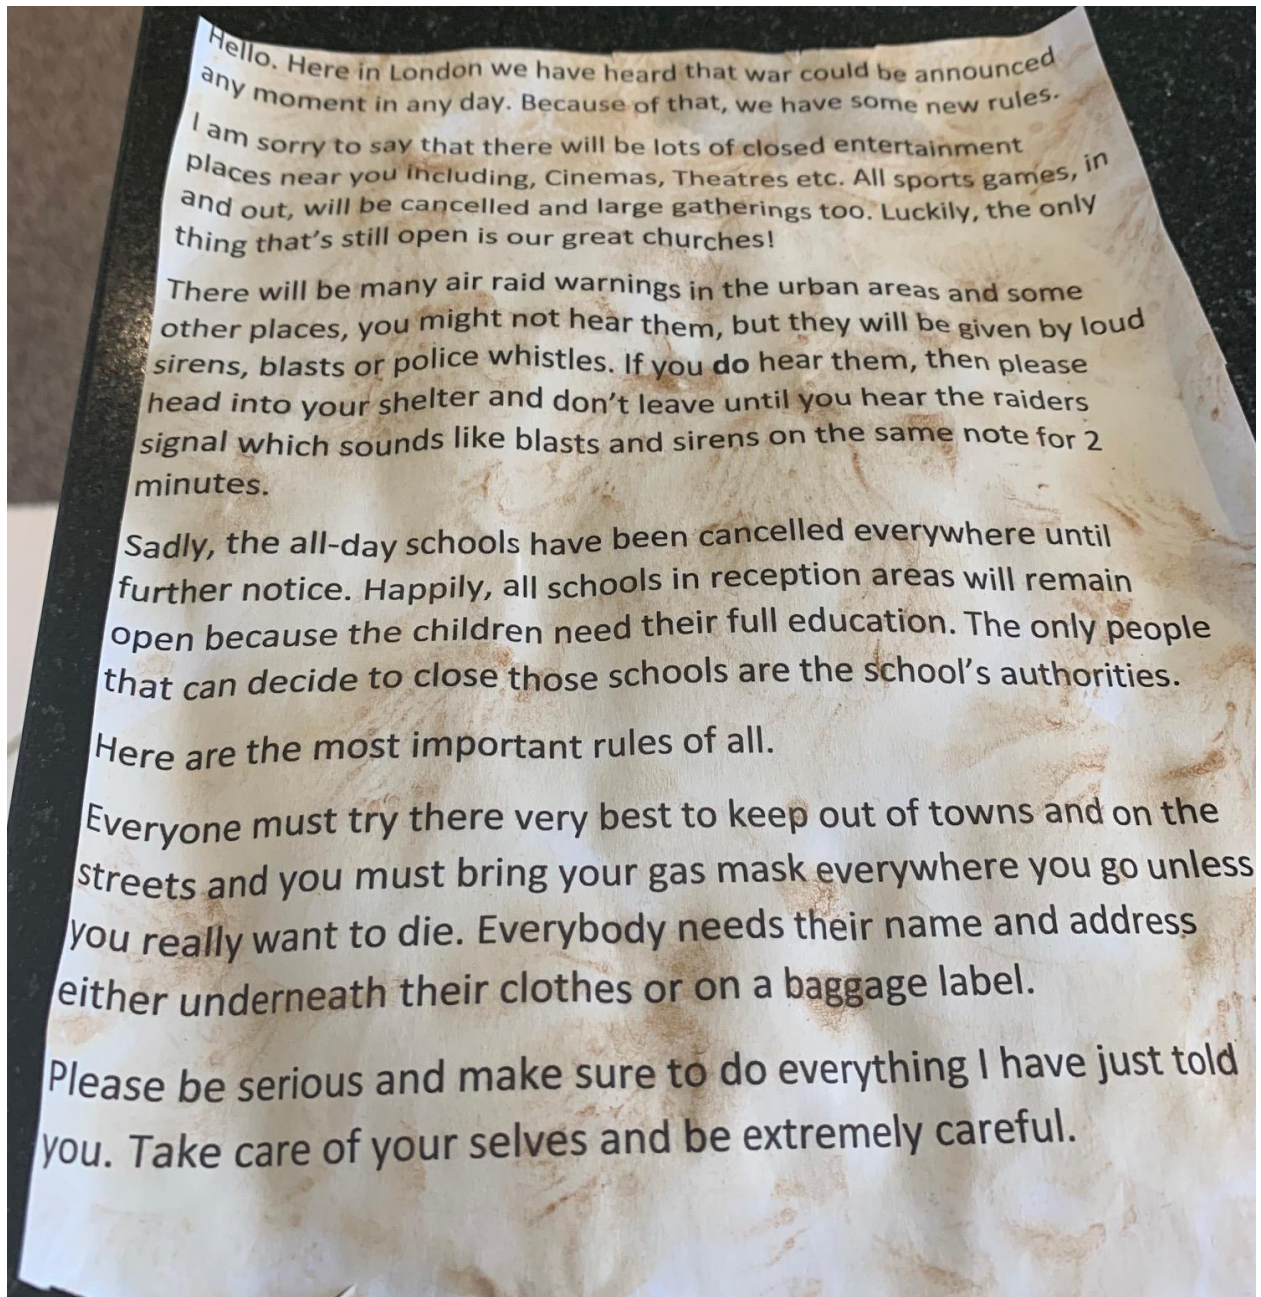 Hello. Here in London we have heard that war could be announced
any moment in any day. Because of that, we have some new rules.
I am sorry to say that there will be lots of closed entertainment
places near you including, Cinemas, Theatres etc. All sports games, in
and out, will be cancelled and large gatherings too. Luckily, the only
thing that's still open is our great churches!
There will be many air raid warnings in the urban areas and some
other places, you might not hear them, but they will be given by loud
sirens, blasts or police whistles. If you do hear them, then please
head into your shelter and don't leave until you hear the raiders
signal which sounds like blasts and sirens on the same note for 2
minutes.
Sadly, the all-day schools have been cancelled everywhere until
further notice. Happily, all schools in reception areas will remain
open because the children need their full education. The only people
that can decide to close those schools are the school's authorities.
Here are the most important rules of all.
Everyone must try there very best to keep out of towns and on the
streets and you must bring your gas mask everywhere you go unless
you really want to die. Everybody needs their name and address
either underneath their clothes or on a baggage label.
Please be serious and make sure to do everything I have just told
you. Take care of your selves and be extremely careful.